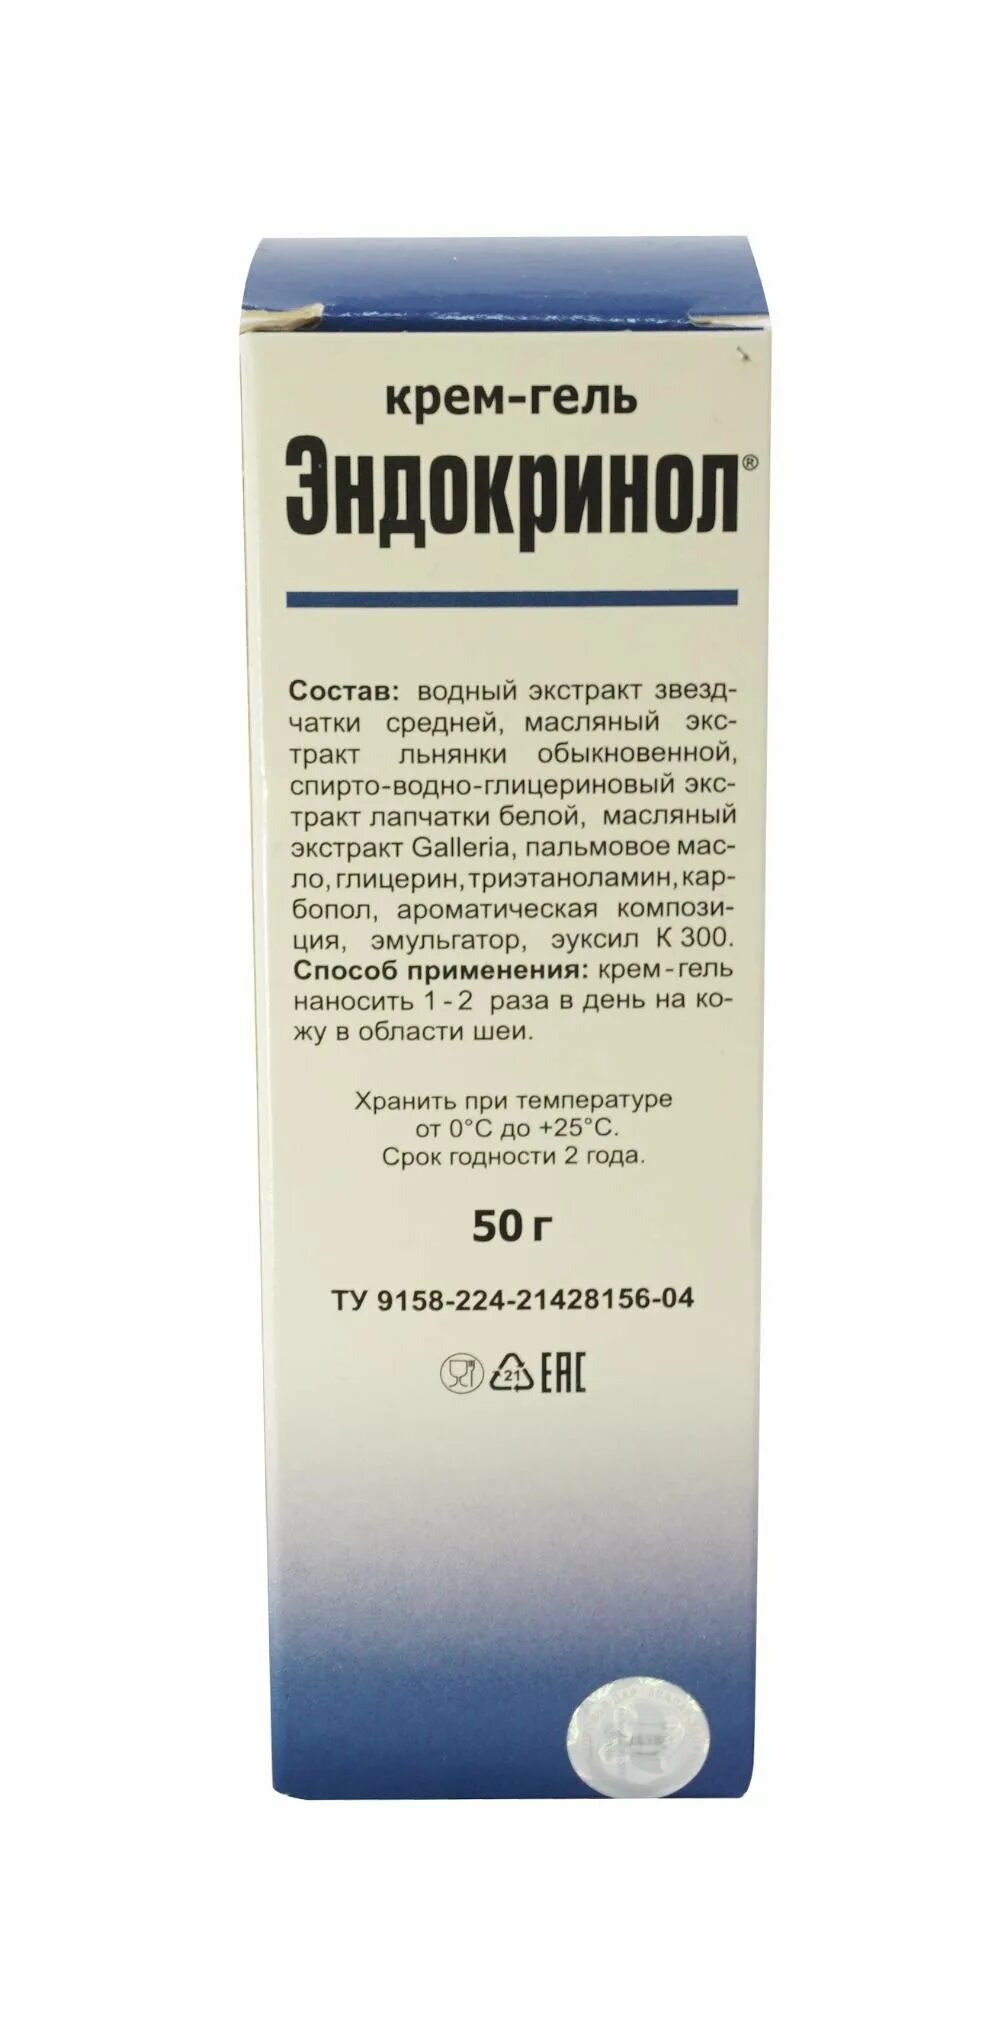 крем-гель
Эндокринол®
Состав: водный экстракт звезд-
чатки средней, масляный экс-
тракт льнянки обыкновенной,
спирто-водно-глицериновый экс-
тракт лапчатки белой, масляный
экстракт Galleria, пальмовое мас-
ло, глицерин, триэтаноламин, кар-
бопол, ароматическая компози-
ция, эмульгатор, эуксил К 300.
Способ применения: крем-гель
наносить 1-2 раза в день на ко-
жу в области шеи.
Хранить при температуре
от 0°С до +25°С.
Срок годности 2 года.
50 г
ТУ 9158-224-21428156-04
21 EAC